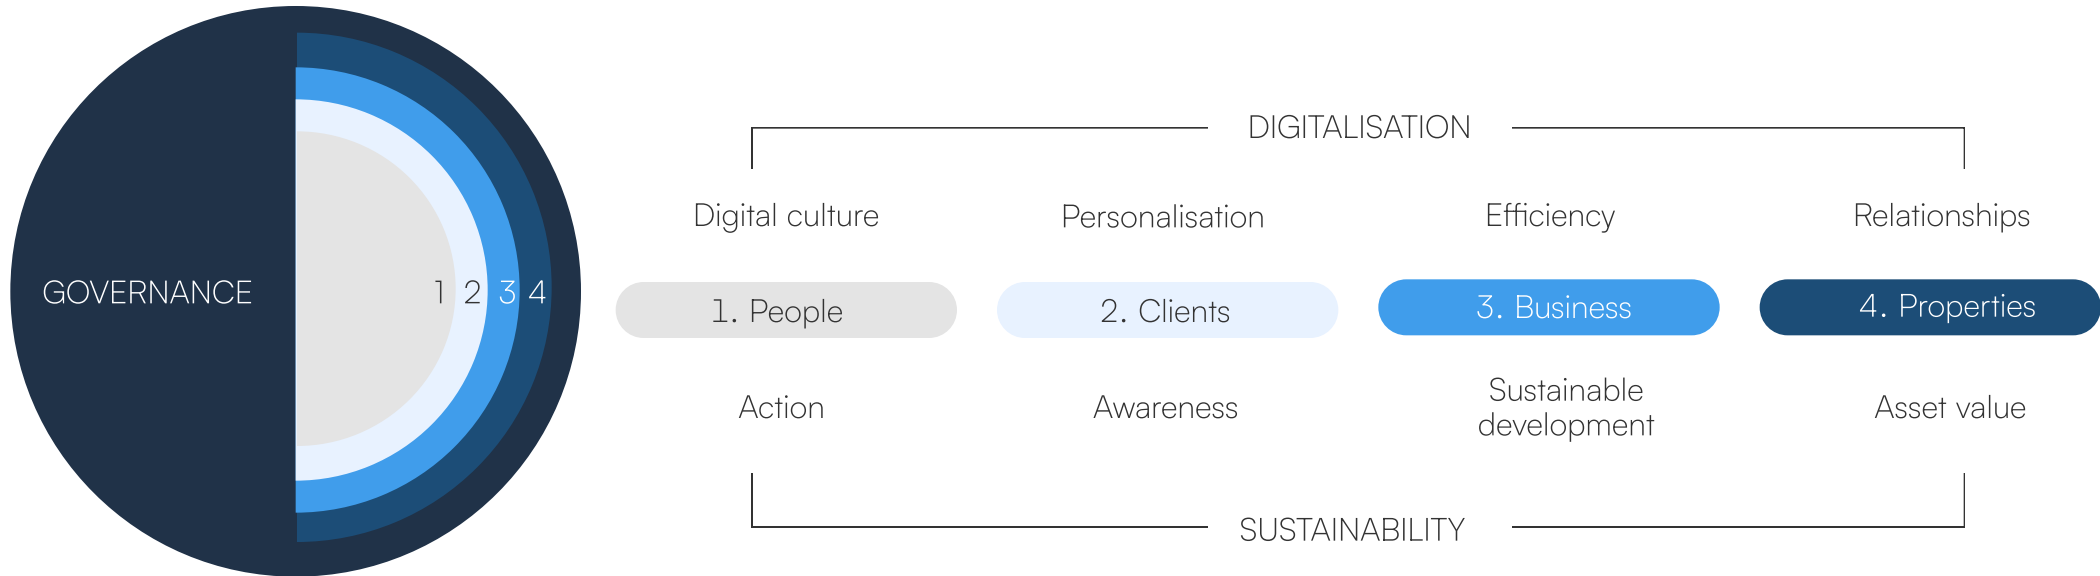 GOVERNANCE
1 2 3 4
DIGITALISATION
Digital culture
Personalisation
Efficiency
Relationships
1. People
2. Clients
3. Business
4. Properties
Action
Awareness
Sustainable
development
Asset value
SUSTAINABILITY